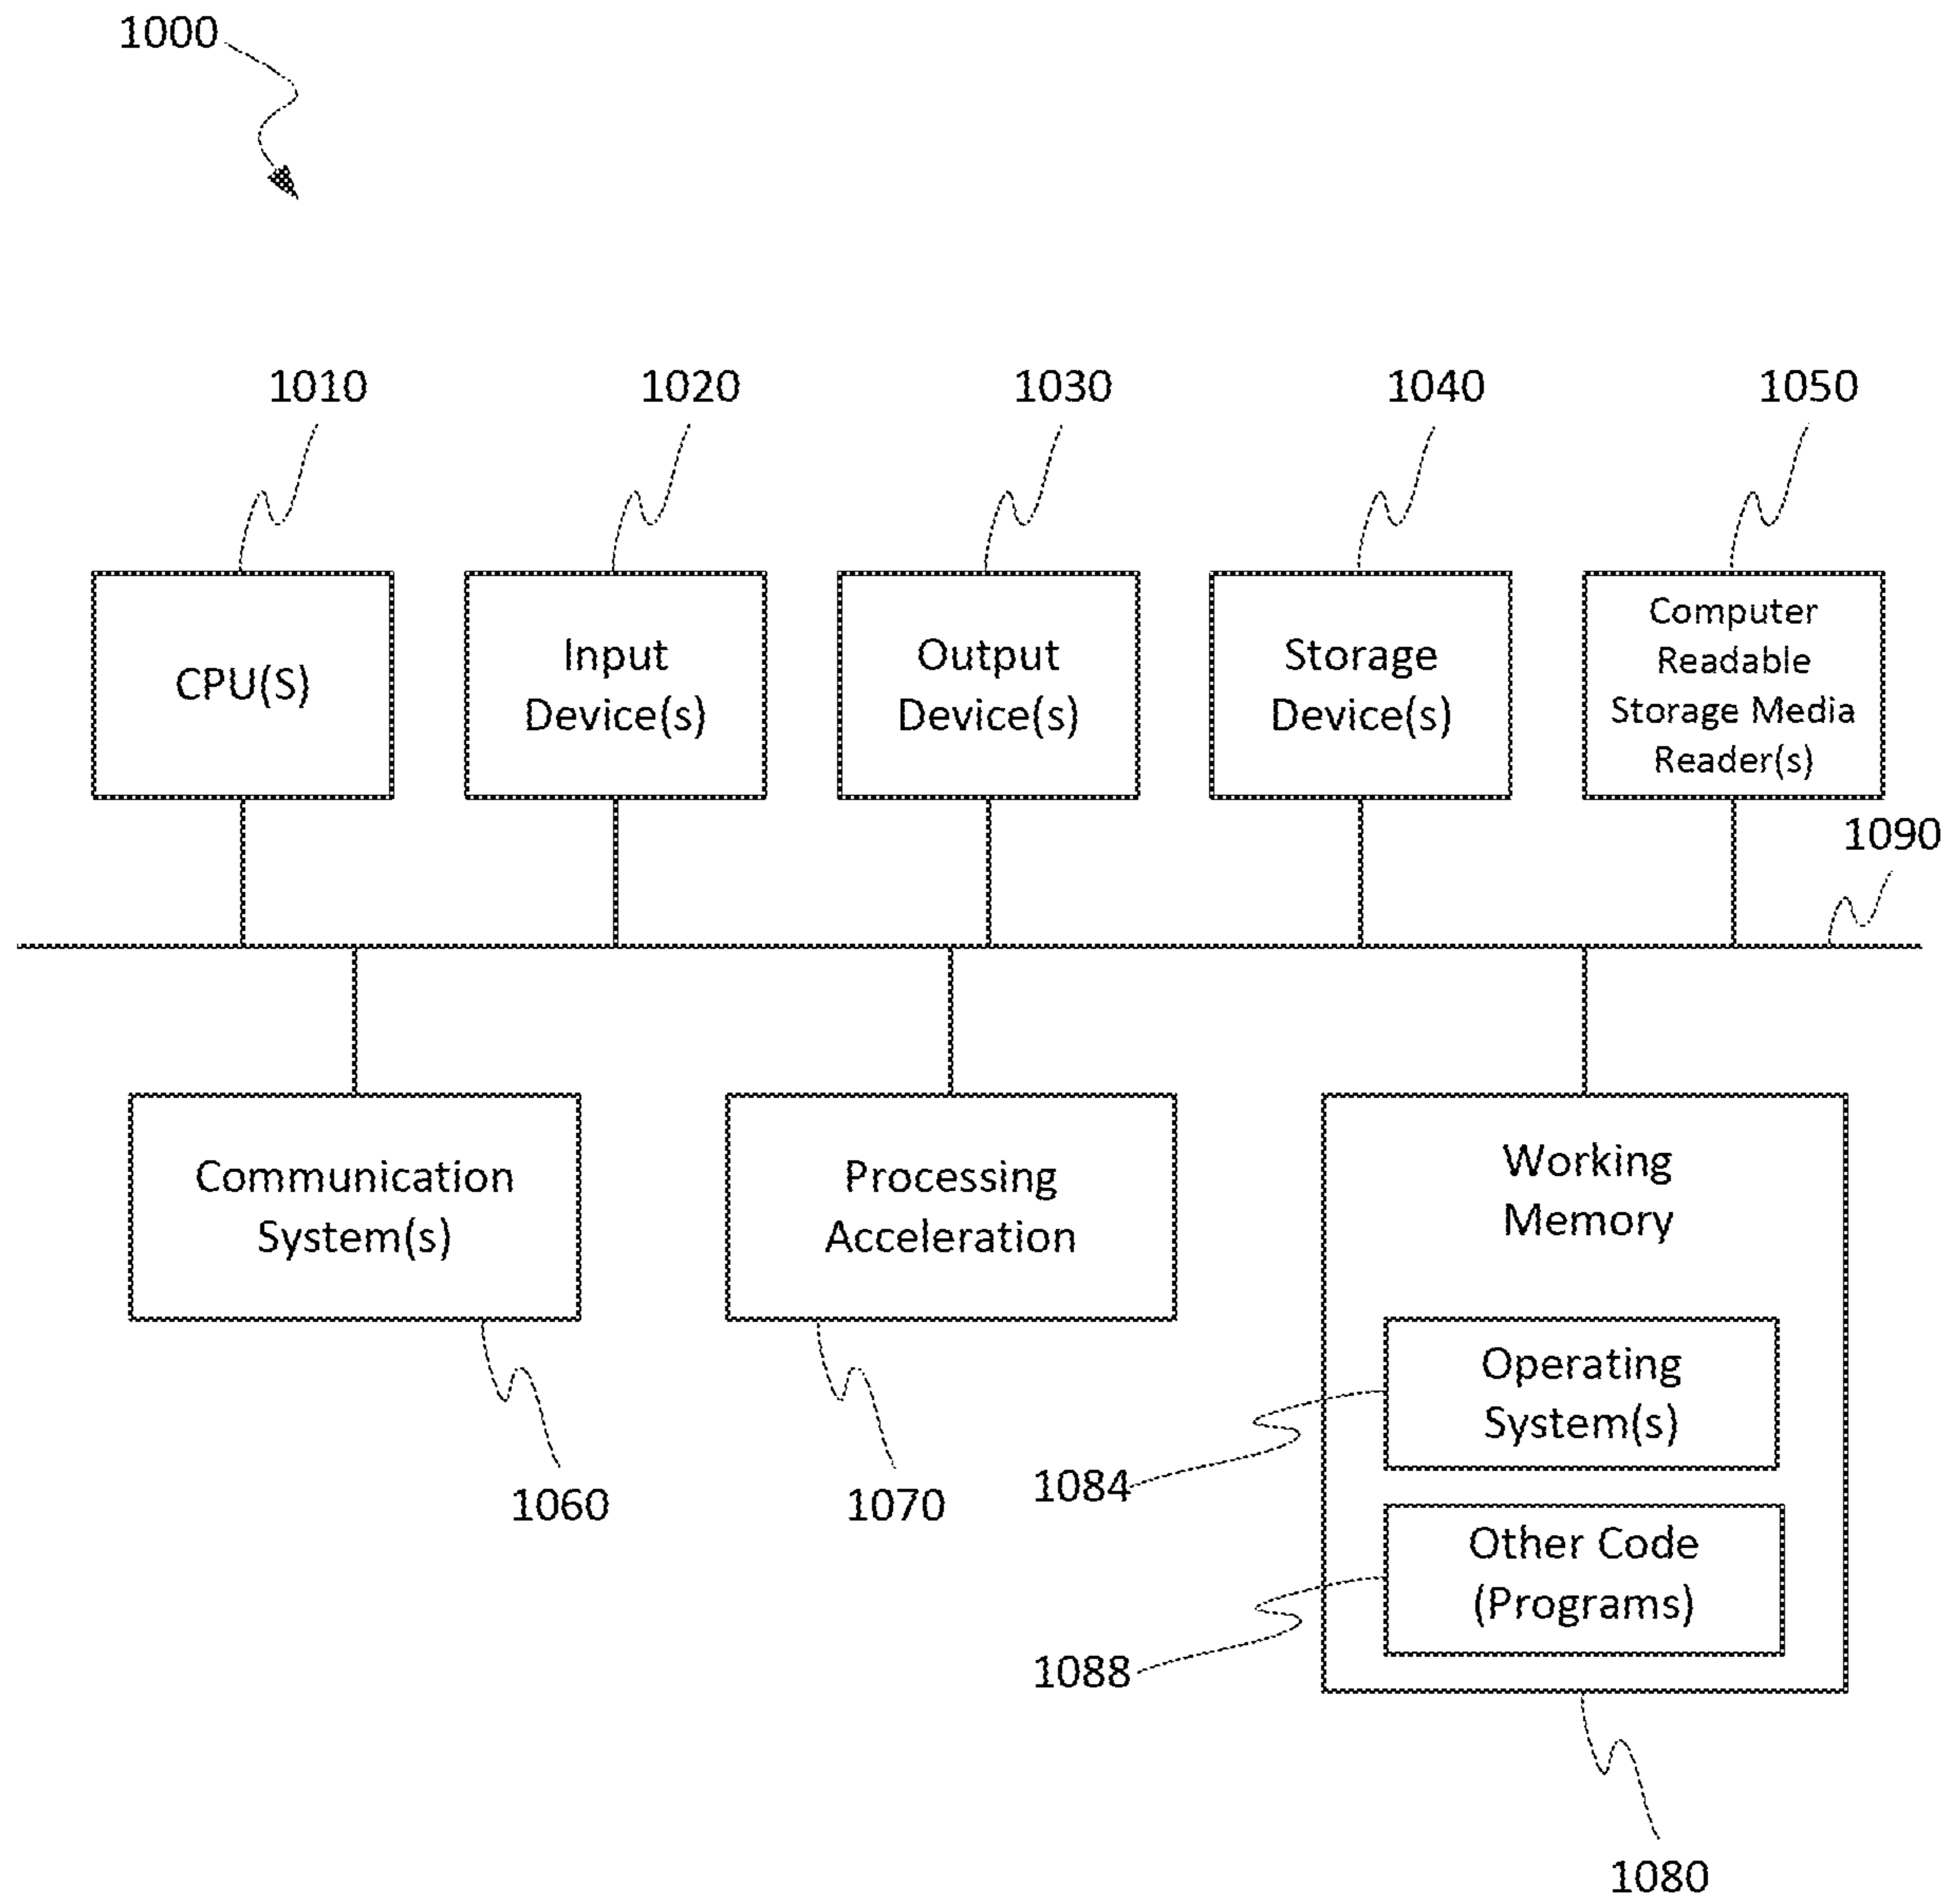 1000
1010
1020
1030
1040
1050
CPU(S)
Input
Device(s)
Output
Device(s)
Storage
Device(s)
Computer
Readable
Storage Media
Reader(s)
1090
Communication
System(s)
Processing
Acceleration
Working
Memory
Operating
System(s)
1084
Other Code
(Programs)
1088
1060
1070
1080